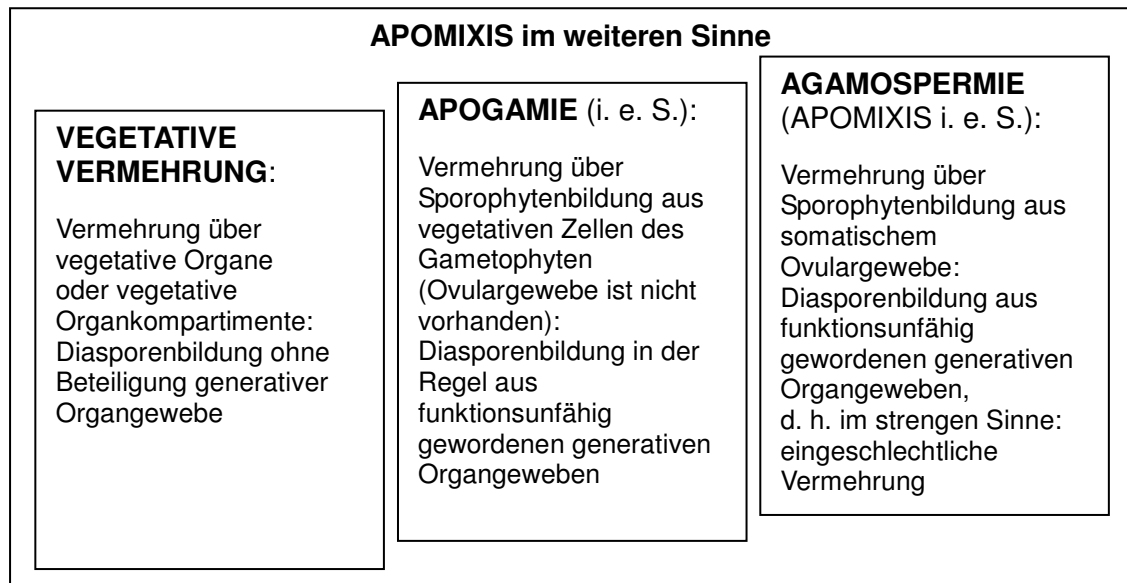 APOMIXIS im weiteren Sinne
VEGETATIVE
VERMEHRUNG:
Vermehrung über
vegetative Organe
oder vegetative
Organkompartimente:
Diasporenbildung ohne
Beteiligung generativer
Organgewebe
APOGAMIE (i. e. S.):
Vermehrung über
Sporophytenbildung aus
vegetativen Zellen des
Gametophyten
(Ovulargewebe ist nicht
vorhanden):
Diasporenbildung in der
Regel aus
funktionsunfähig
gewordenen generativen
Organgeweben
AGAMOSPERMIE
(APOMIXIS i. e. S.):
Vermehrung über
Sporophytenbildung aus
somatischem
Ovulargewebe:
Diasporenbildung aus
funktionsunfähig
gewordenen generativen
Organgeweben,
d. h. im strengen Sinne:
eingeschlechtliche
Vermehrung